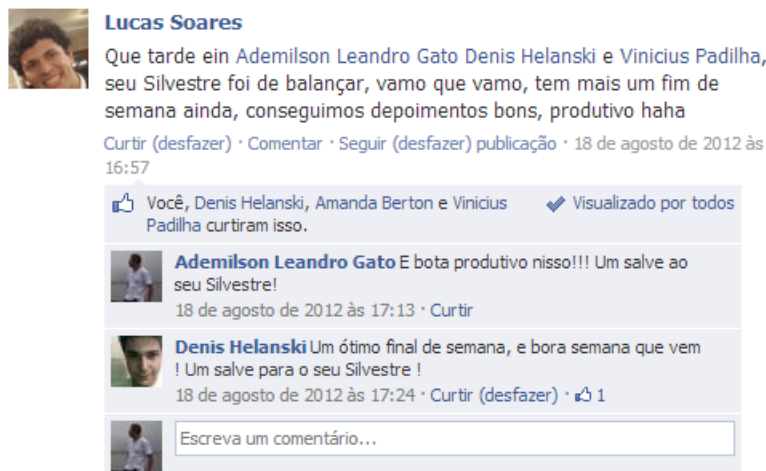 Lucas Soares
Que tarde ein Ademilson Leandro Gato Denis Helanski e Vinicius Padilha,
seu Silvestre foi de balançar, vamo que vamo, tem mais um fim de
semana ainda, conseguimos depoimentos bons, produtivo haha
Curtir (desfazer) · Comentar · Seguir (desfazer) publicação · 18 de agosto de 2012 às
16:57
Você, Denis Helanski, Amanda Berton e Vinicius
Padilha curtiram isso.
Visualizado por todos
Ademilson Leandro Gato E bota produtivo nisso!!! Um salve ao
seu Silvestre!
18 de agosto de 2012 às 17:13 · Curtir
Denis Helanski Um ótimo final de semana, e bora semana que vem
! Um salve para o seu Silvestre !
18 de agosto de 2012 às 17:24 · Curtir (desfazer) · 1
Escreva um comentário...